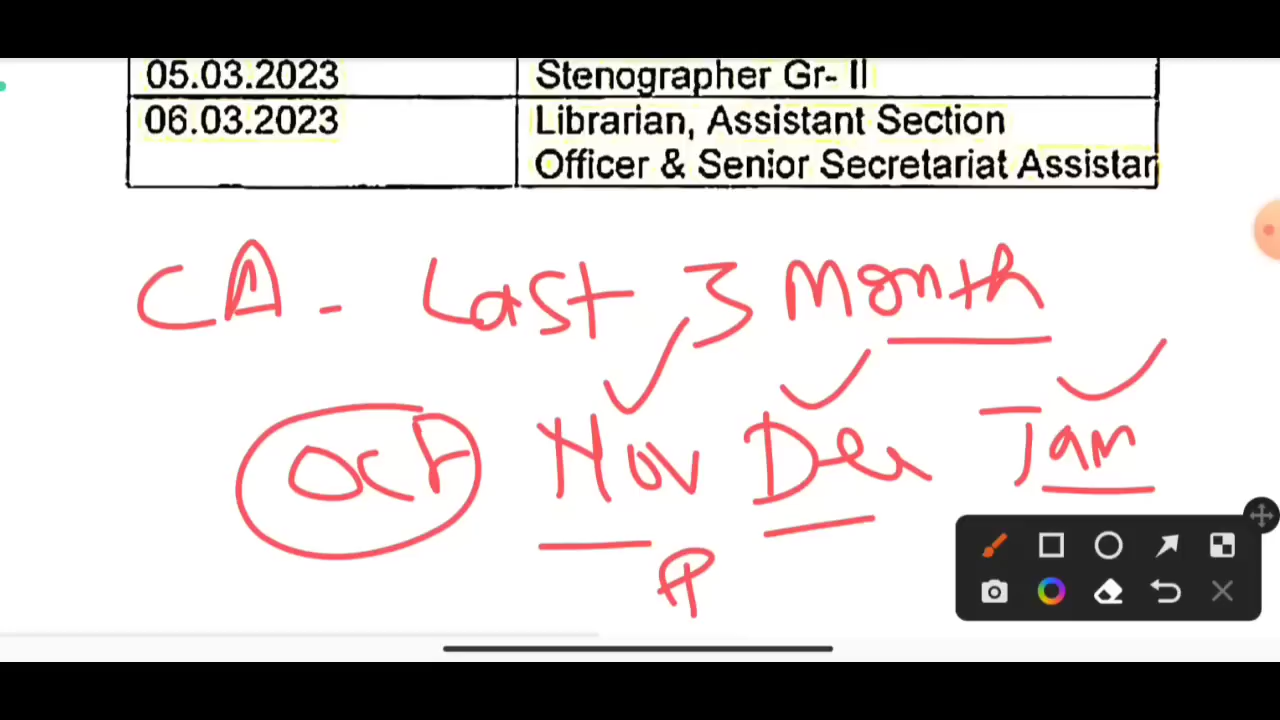 05.03.2023 Stenographer Gr- II
06.03.2023 Librarian, Assistant Section
Officer & Senior Secretariat Assistan
CA - Last 3 Month
Oct Nov Dec Jan